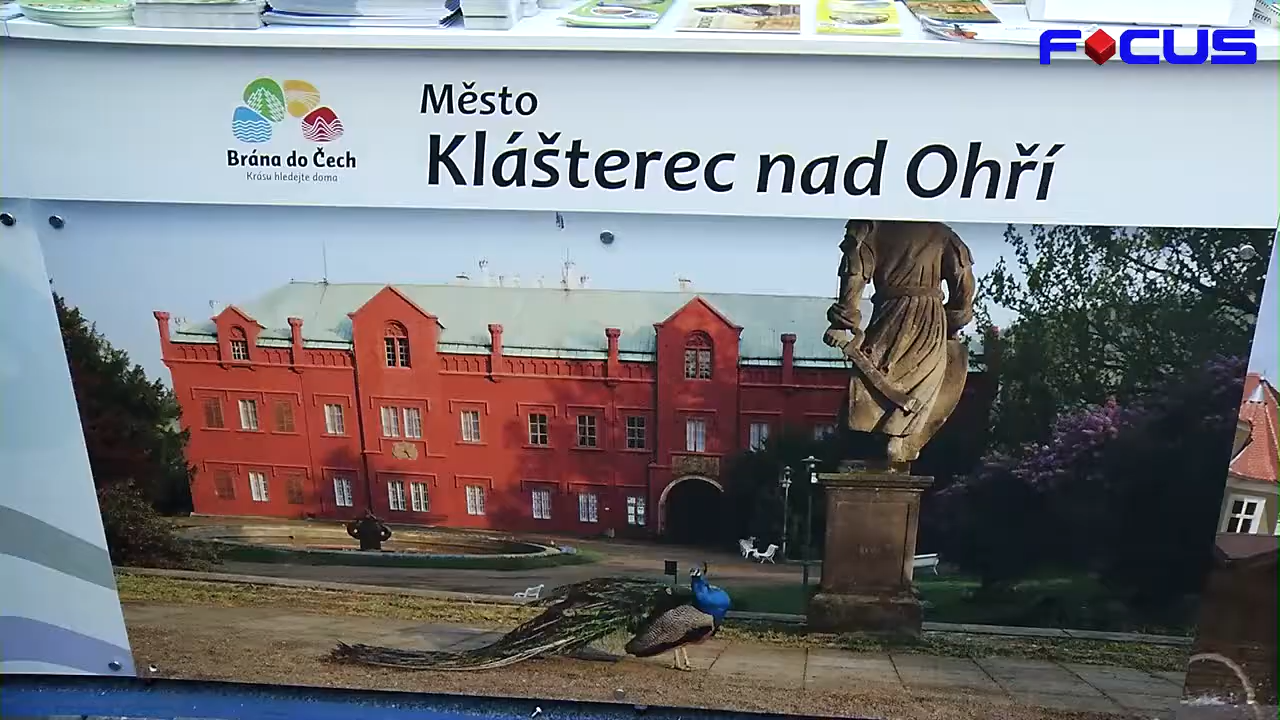 FOCUS
Město
Klášterec nad Ohří
Brána do Čech
Krásu hledejte doma